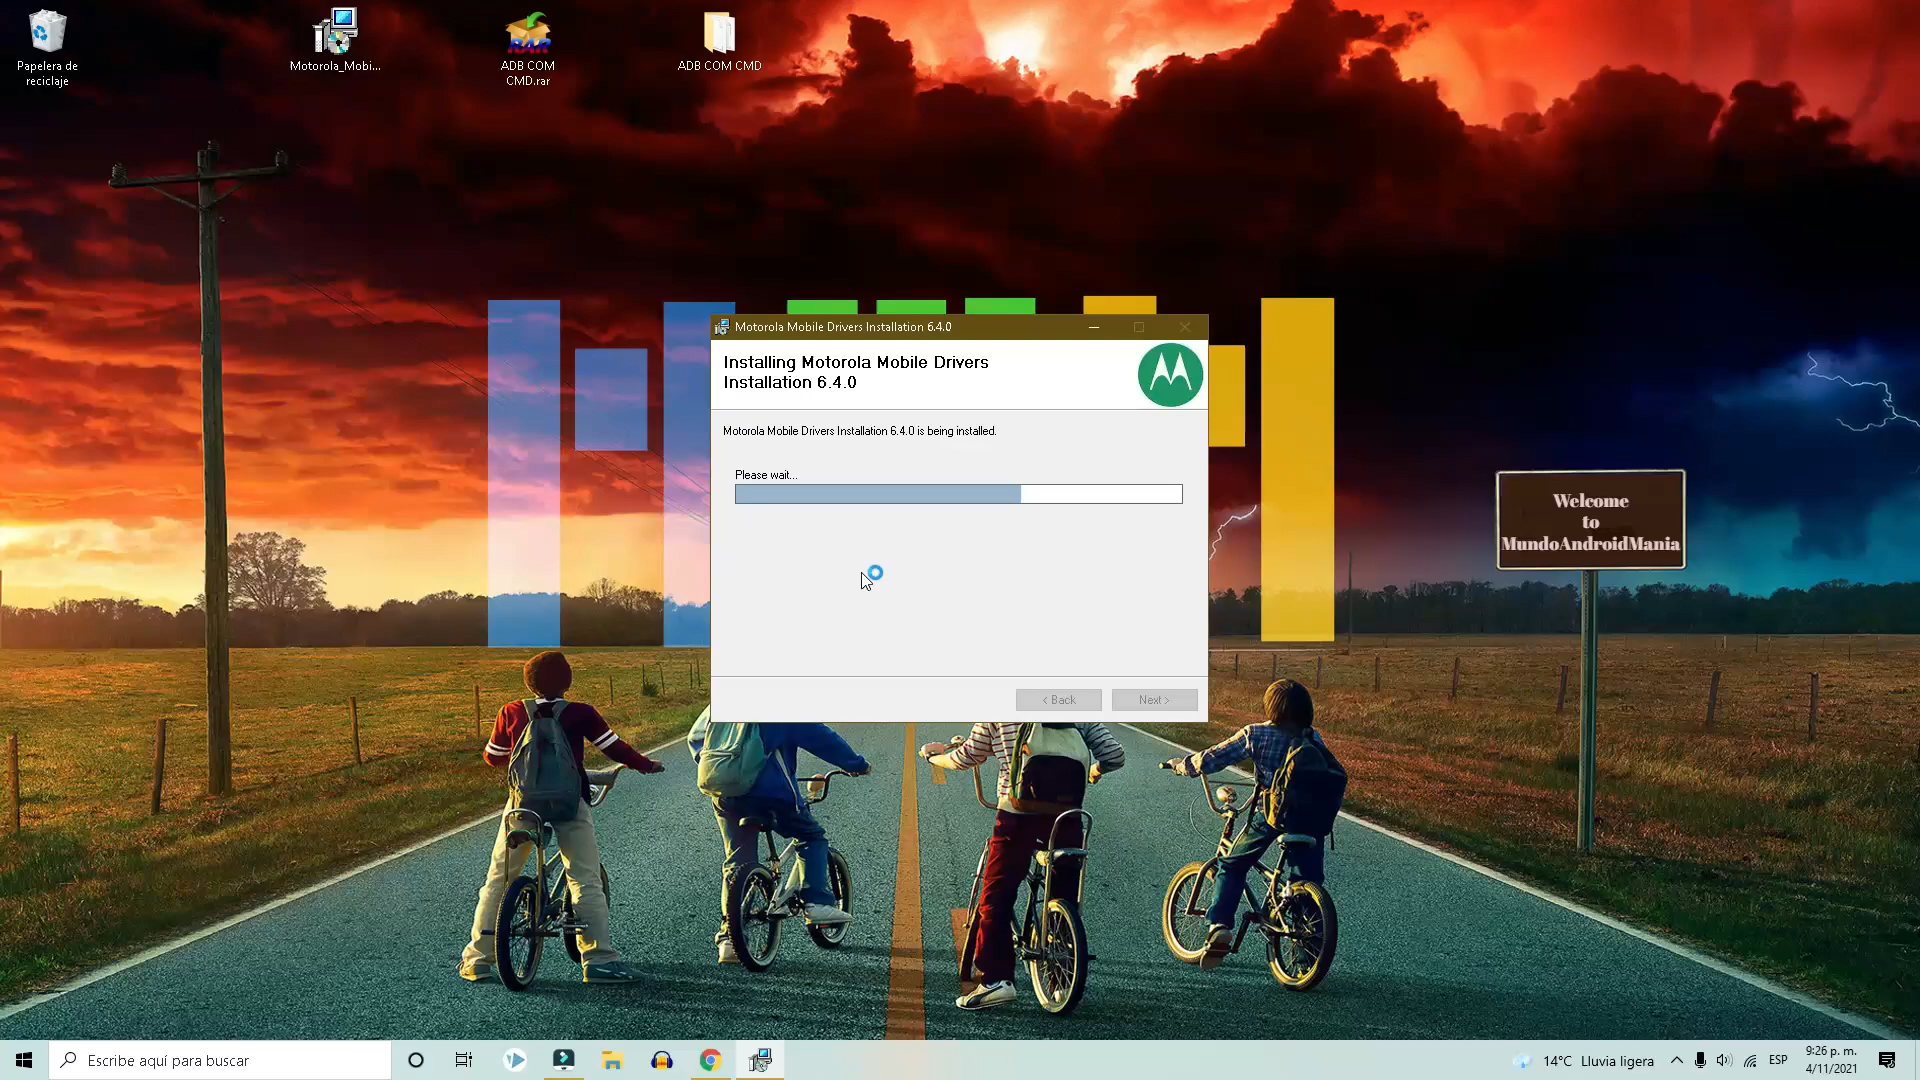 Papelera de
reciclaje
Motorola_Mobi...
RAR
ADB COM
CMD.rar
ADB COM CMD
Motorola Mobile Drivers Installation 6.4.0
Installing Motorola Mobile Drivers
Installation 6.4.0
Motorola Mobile Drivers Installation 6.4.0 is being installed.
Please wait...
< Back
Next >
Welcome
to
MundoAndroidMania
Escribe aquí para buscar
14°C Lluvia ligera
ESP
9:26 p. m.
4/11/2021